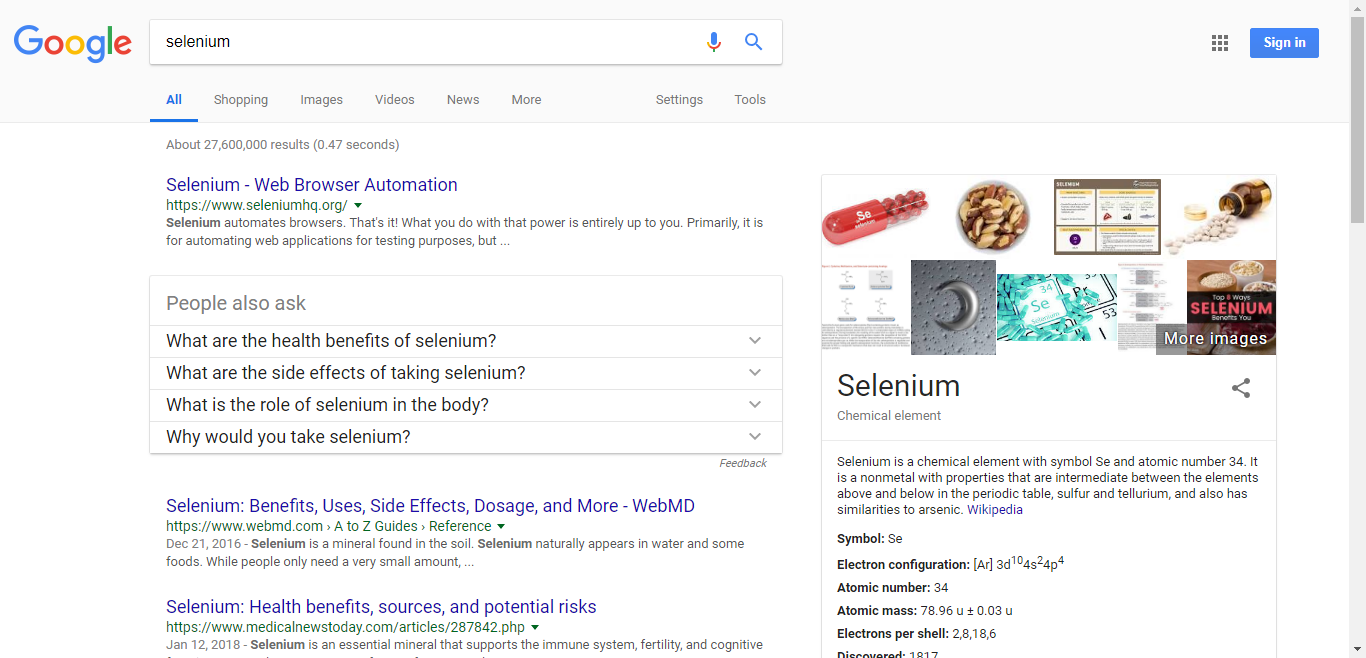 Google
selenium
Sign in
All Shopping Images Videos News More Settings Tools
About 27,600,000 results (0.47 seconds)
Selenium - Web Browser Automation
https://www.seleniumhq.org/
Selenium automates browsers. That's it! What you do with that power is entirely up to you. Primarily, it is
for automating web applications for testing purposes, but ...
People also ask
What are the health benefits of selenium?
What are the side effects of taking selenium?
What is the role of selenium in the body?
Why would you take selenium?
Feedback
Selenium: Benefits, Uses, Side Effects, Dosage, and More - WebMD
https://www.webmd.com › A to Z Guides › Reference
Dec 21, 2016 - Selenium is a mineral found in the soil. Selenium naturally appears in water and some
foods. While people only need a very small amount, ...
Selenium: Health benefits, sources, and potential risks
https://www.medicalnewstoday.com/articles/287842.php
Jan 12, 2018 - Selenium is an essential mineral that supports the immune system, fertility, and cognitive
Se
selenium
SELENIUM
34
Se
Selenium
53
Top 8 Ways
SELENIUM
Benefits You
More images
Selenium
Chemical element
Selenium is a chemical element with symbol Se and atomic number 34. It
is a nonmetal with properties that are intermediate between the elements
above and below in the periodic table, sulfur and tellurium, and also has
similarities to arsenic. Wikipedia
Symbol: Se
Electron configuration: [Ar] 3d¹⁰4s²4p⁴
Atomic number: 34
Atomic mass: 78.96 u ± 0.03 u
Electrons per shell: 2,8,18,6
Discovered: 1817